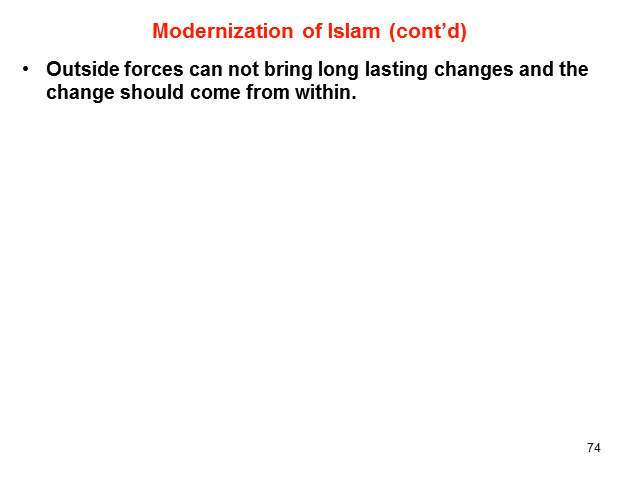 Modernization of Islam (cont’d)
• Outside forces can not bring long lasting changes and the
change should come from within.
74